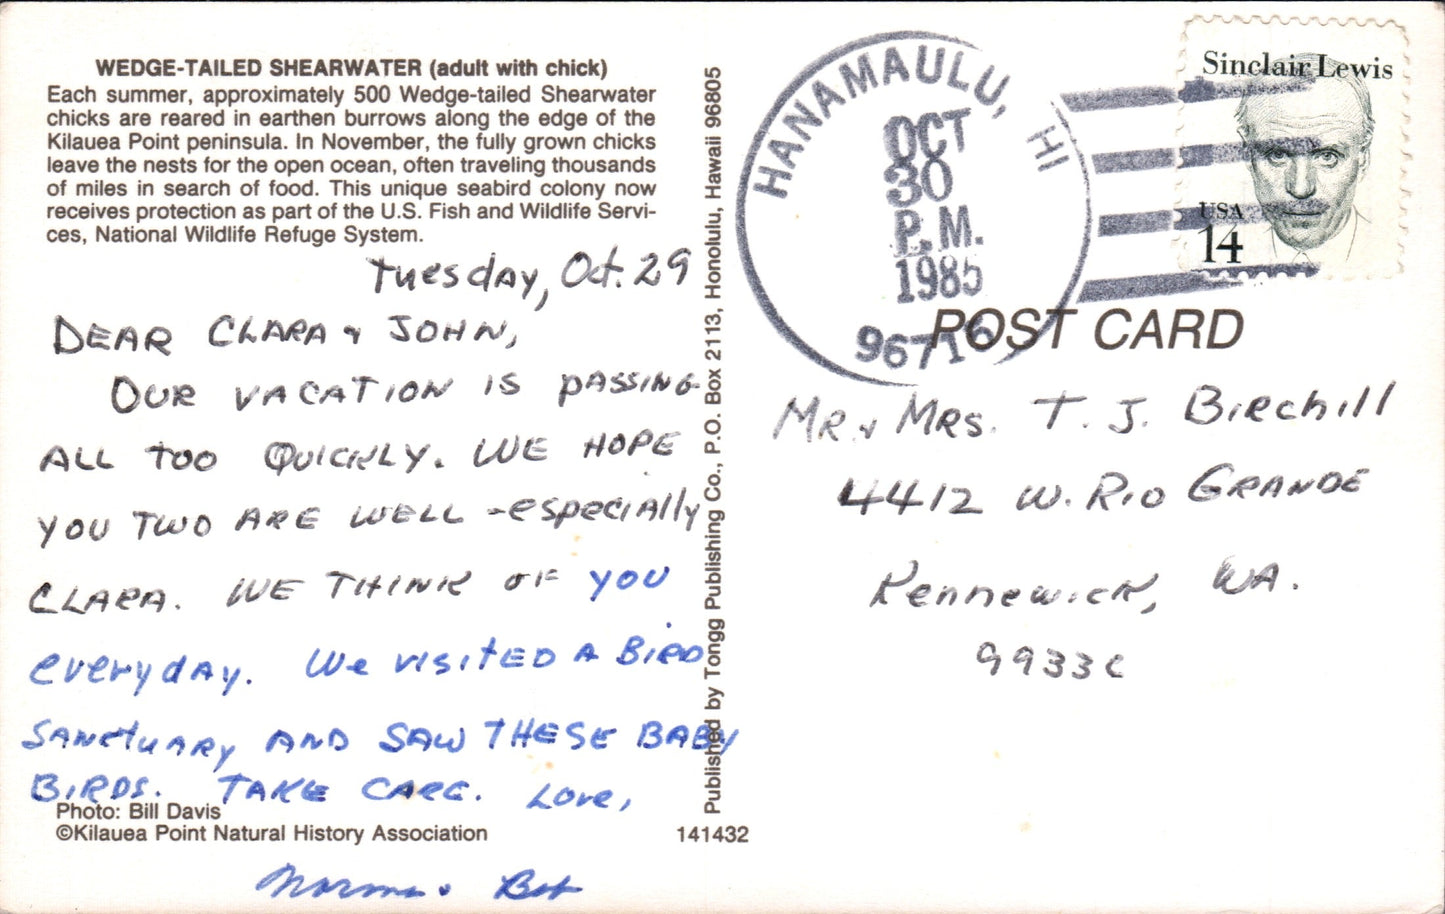 WEDGE-TAILED SHEARWATER (adult with chick)
Each summer, approximately 500 Wedge-tailed Shearwater
chicks are reared in earthen burrows along the edge of the
Kilauea Point peninsula. In November, the fully grown chicks
leave the nests for the open ocean, often traveling thousands
of miles in search of food. This unique seabird colony now
receives protection as part of the U.S. Fish and Wildlife Servi-
ces, National Wildlife Refuge System.
Tuesday, Oct. 29
DEAR CLARA & JOHN,
OUR VACATION IS PASSING
ALL TOO QUICKLY. WE HOPE
YOU TWO ARE WELL - especially
CLARA. WE THINK OF YOU
everyday. We VISITED A BIRD
SANCTUARY AND SAW THESE BABY
BIRDS. TAKE CARE. Love,
Photo: Bill Davis
©Kilauea Point Natural History Association
141432
Norma & Bob
Published by Tongg Publishing Co., P.O. Box 2113, Honolulu, Hawaii 96805
HANAMAULU, HI
OCT
30
P.M.
1985
96715
Sinclair Lewis
USA
14
POST CARD
MR. & MRS. T. J. Birchill
4412 W. RIO GRANDE
Kennewick, WA.
9933